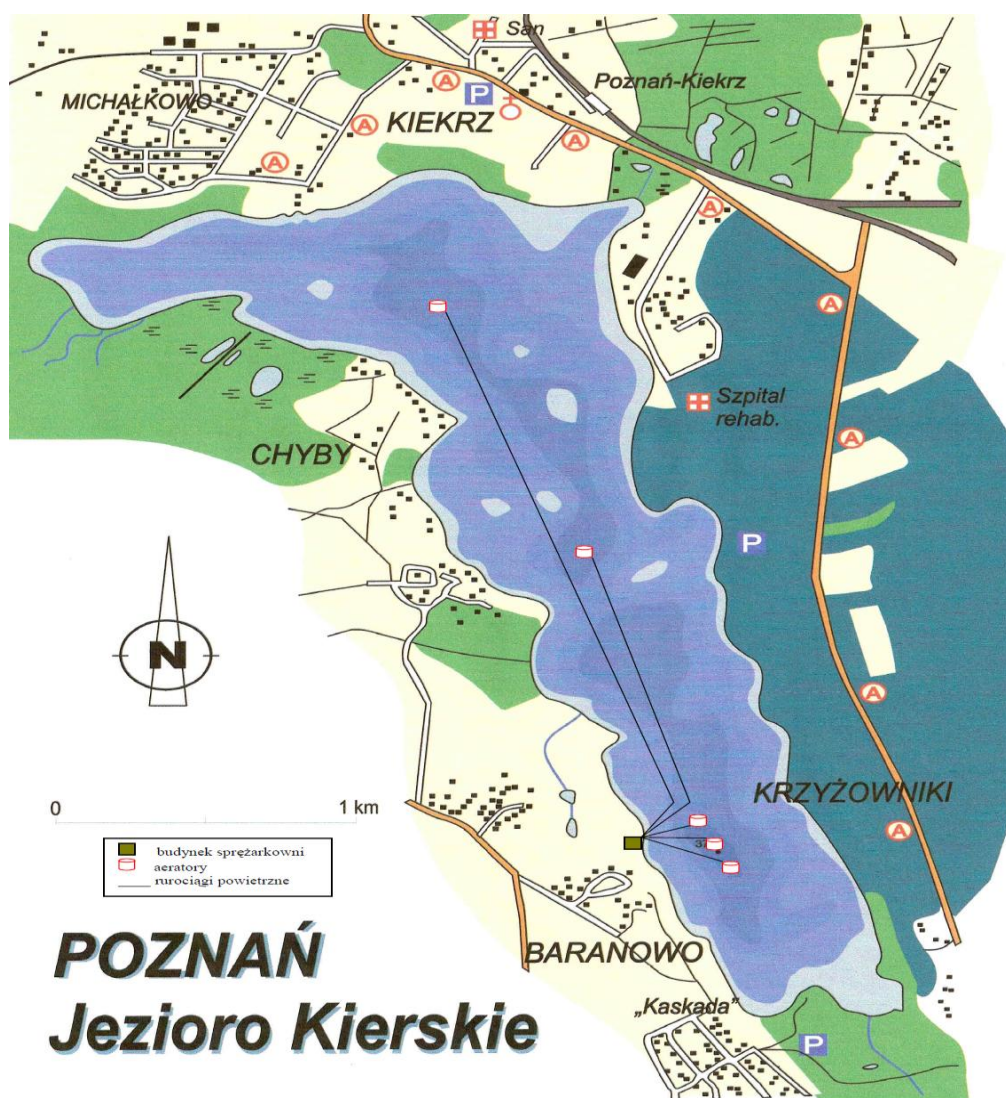 San
Poznań-Kiekrz
MICHAŁKOWO
A
P
KIEKRZ
A
A
A
A
A
Szpital
rehab.
A
CHYBY
P
N
A
KRZYŻOWNIKI
0 1 km
A
budynek sprężarkowni
aeratory
rurociągi powietrzne
POZNAŃ
BARANOWO
Jezioro Kierskie
„Kaskada”
P